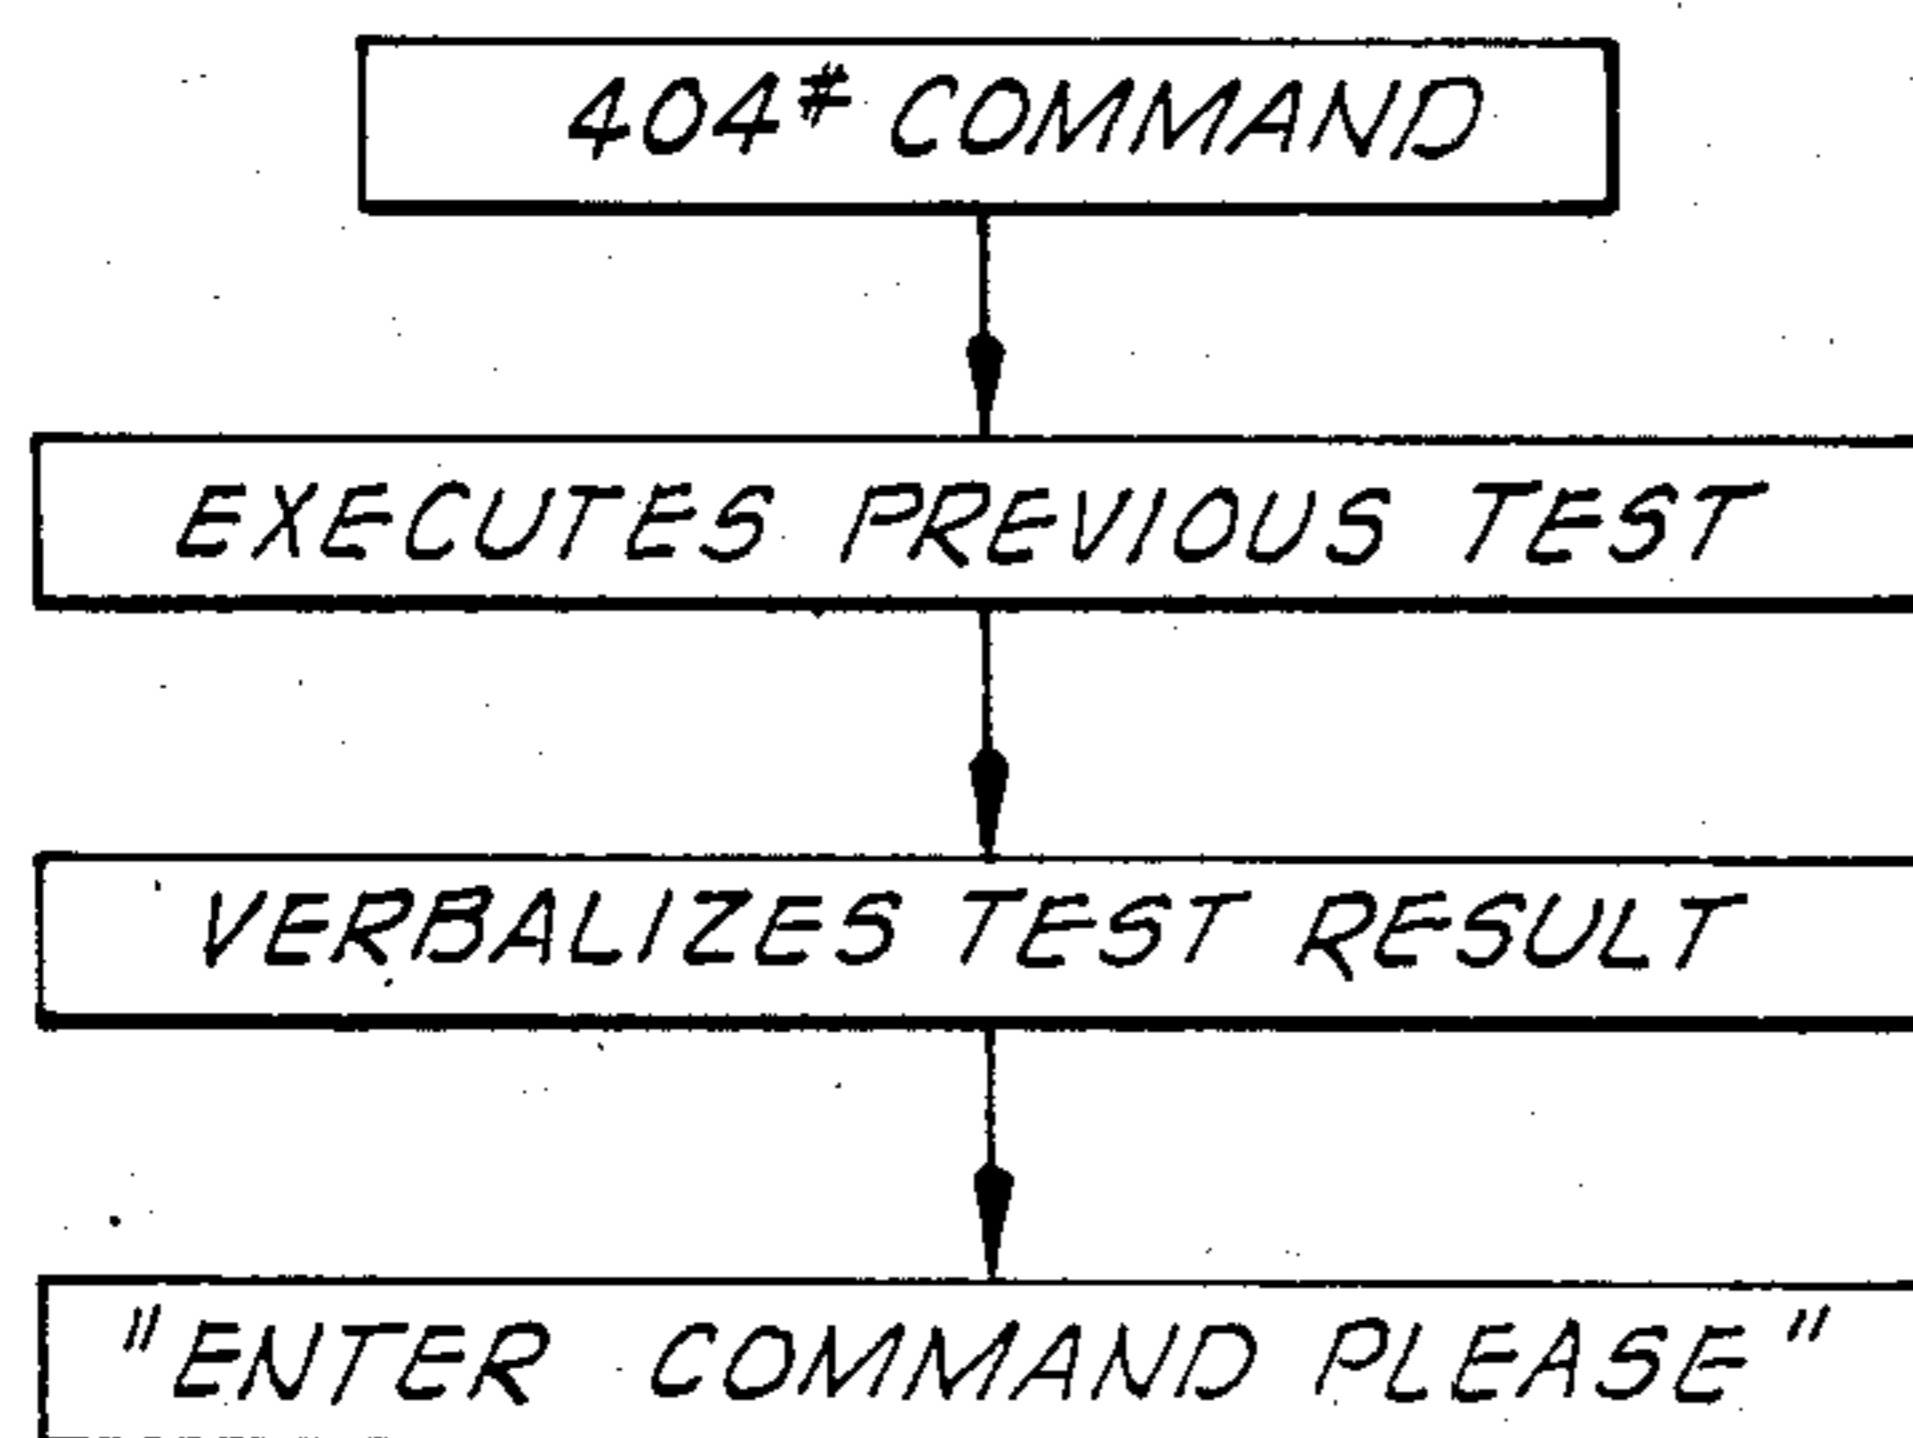 404# COMMAND
EXECUTES PREVIOUS TEST
VERBALIZES TEST RESULT
"ENTER COMMAND PLEASE"